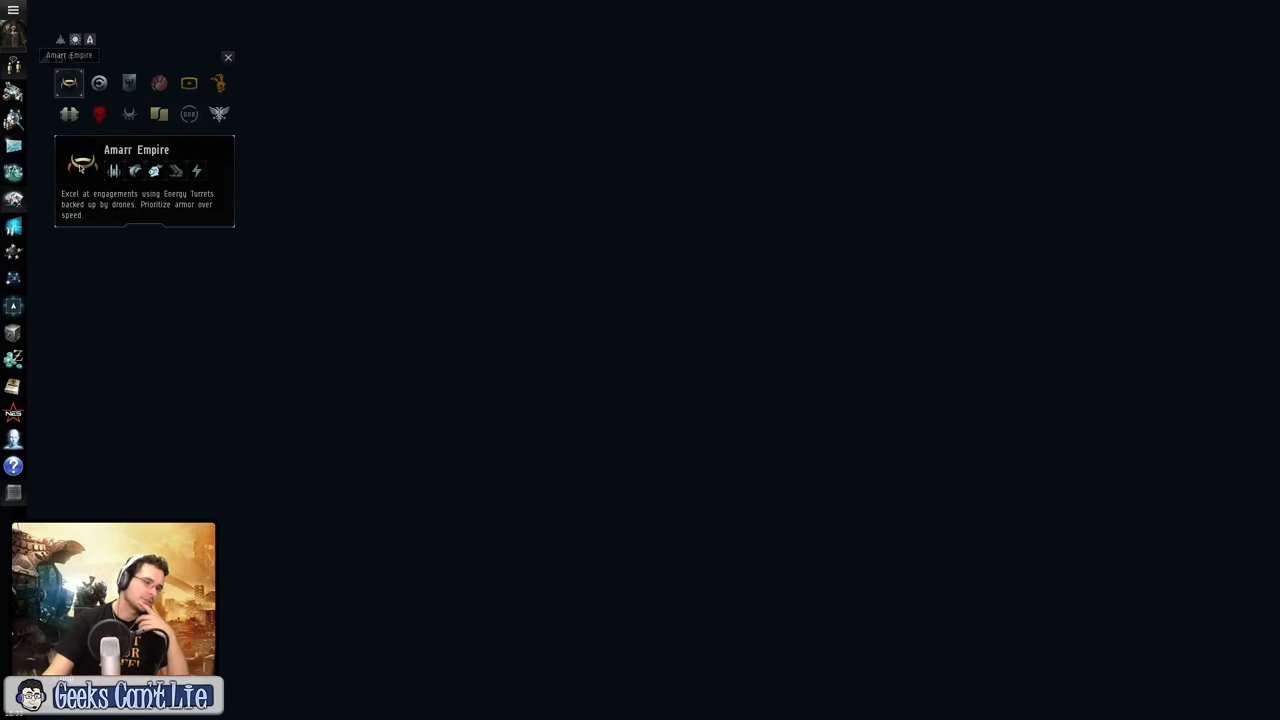 A
Amarr Empire
Amarr Empire
Excel at engagements using Energy Turrets.
backed up by drones. Prioritize armor over
speed.
Z
NES
?
Geeks Can't Lie